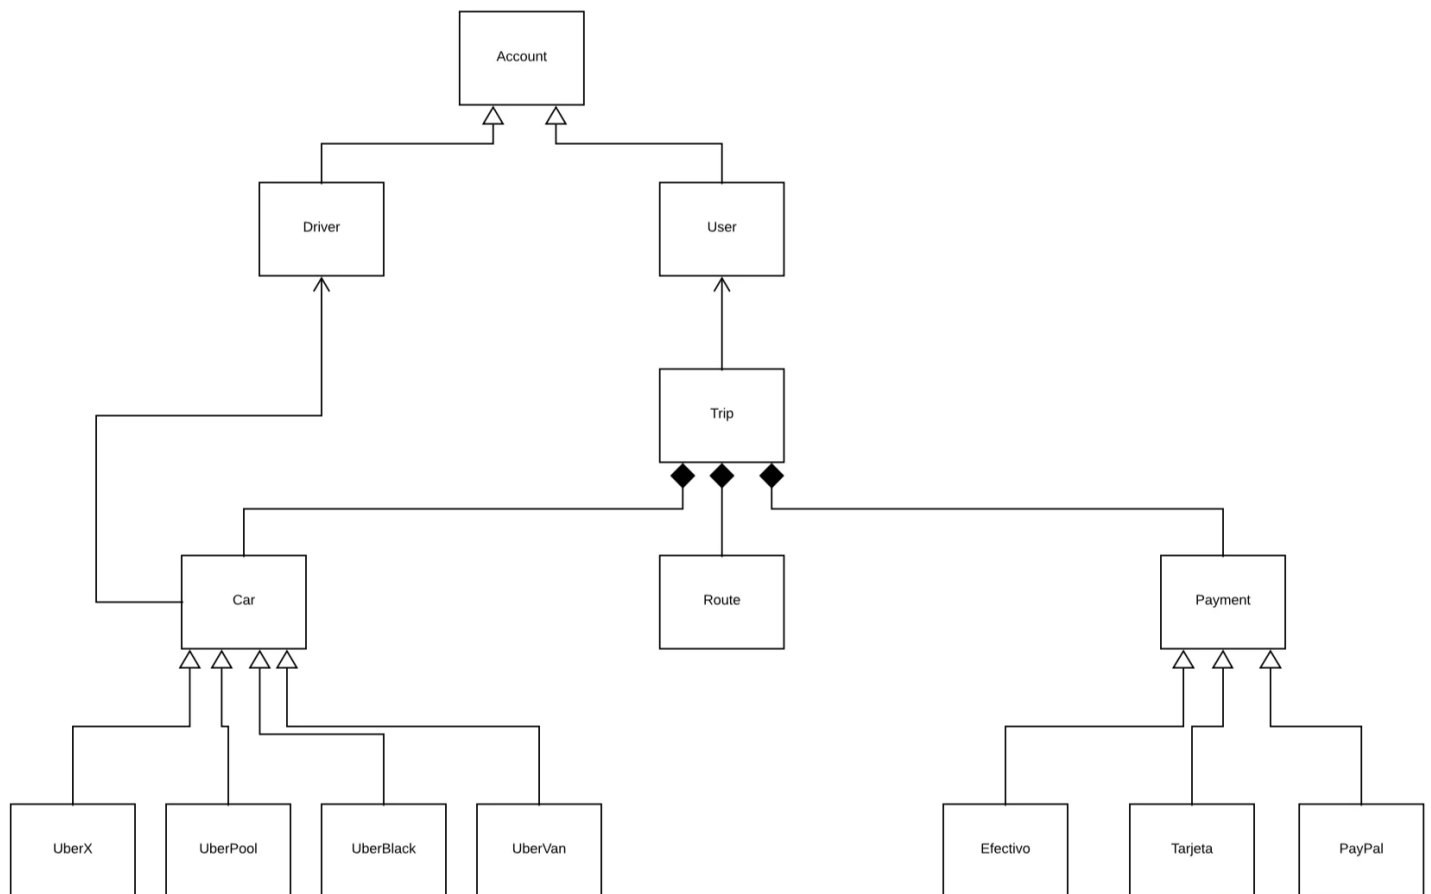 Account
Driver
User
Trip
Car
Route
Payment
UberX
UberPool
UberBlack
UberVan
Efectivo
Tarjeta
PayPal